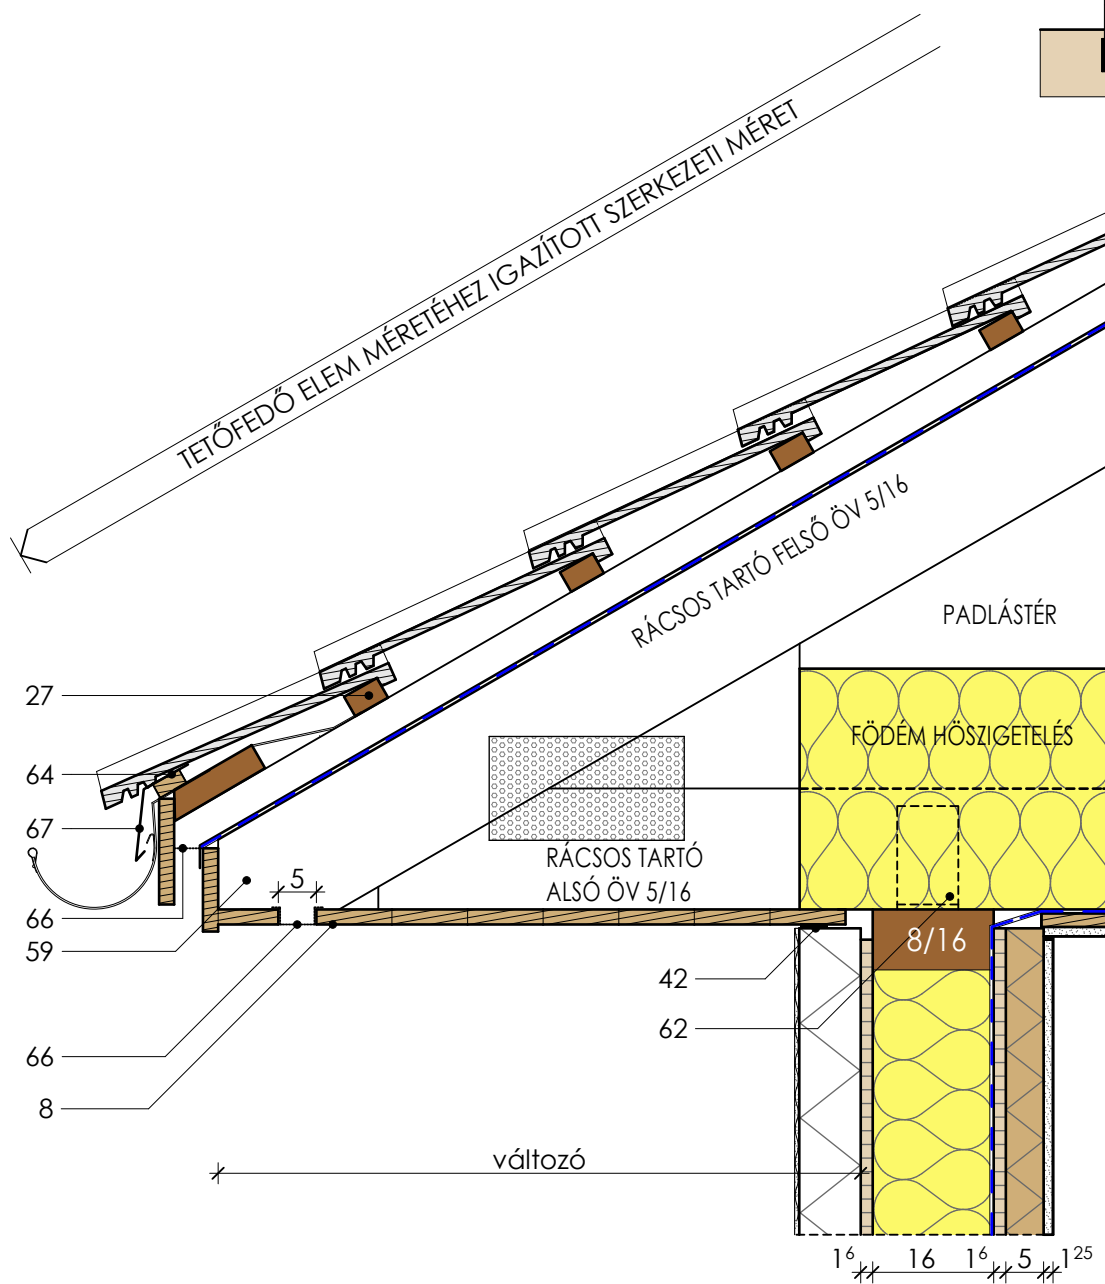 TETŐFEDŐ ELEM MÉRETÉHEZ IGAZÍTOTT SZERKEZETI MÉRET
RÁCSOS TARTÓ FELSŐ ÖV 5/16
PADLÁSTÉR
27
FÖDÉM HŐSZIGETELÉS
64
67
RÁCSOS TARTÓ
ALSÓ ÖV 5/16
5
66
59
8/16
42
62
66
8
változó
1⁶ 16 1⁶ 5 1²⁵